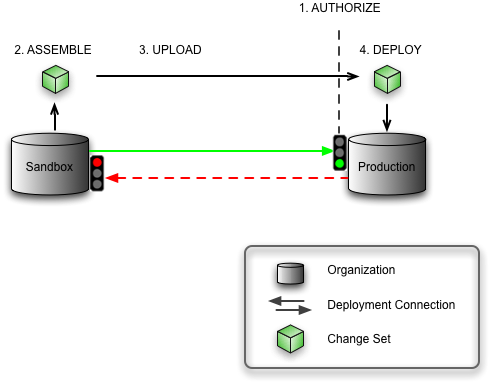 1. AUTHORIZE
2. ASSEMBLE
3. UPLOAD
4. DEPLOY
Sandbox
Production
Organization
Deployment Connection
Change Set